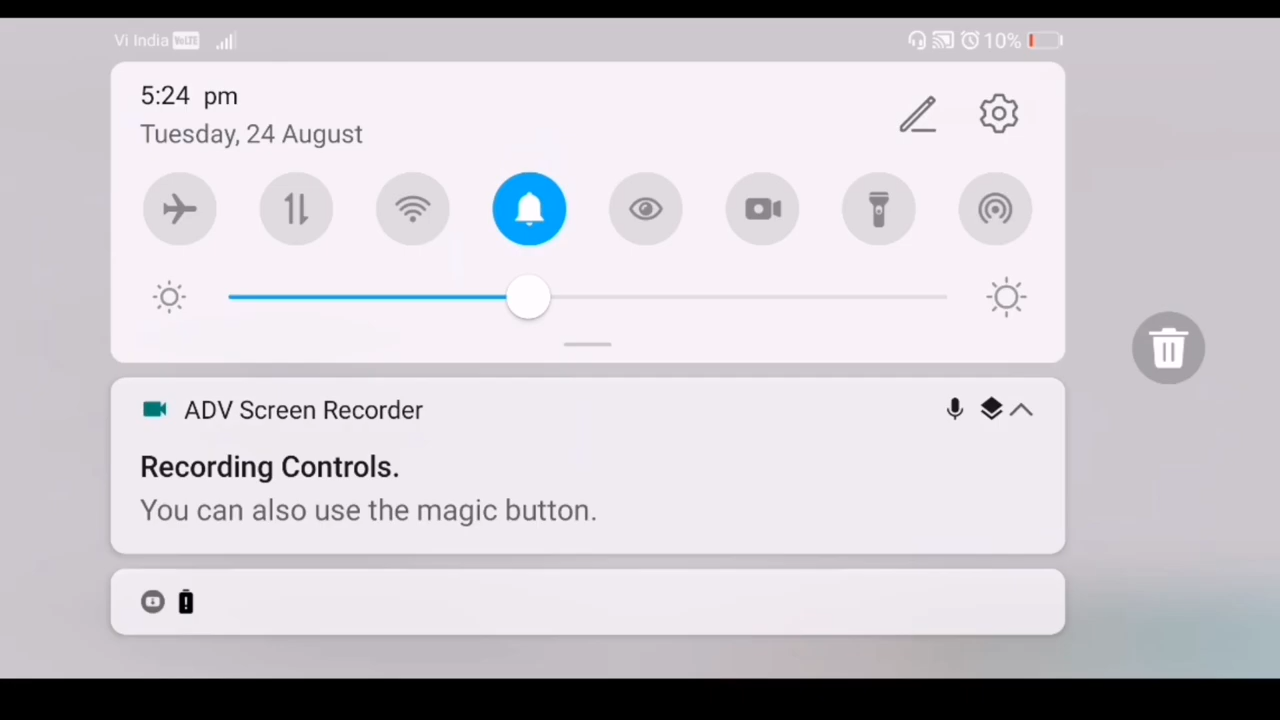 Vi India VoLTE 10%
5:24 pm
Tuesday, 24 August
ADV Screen Recorder
Recording Controls.
You can also use the magic button.